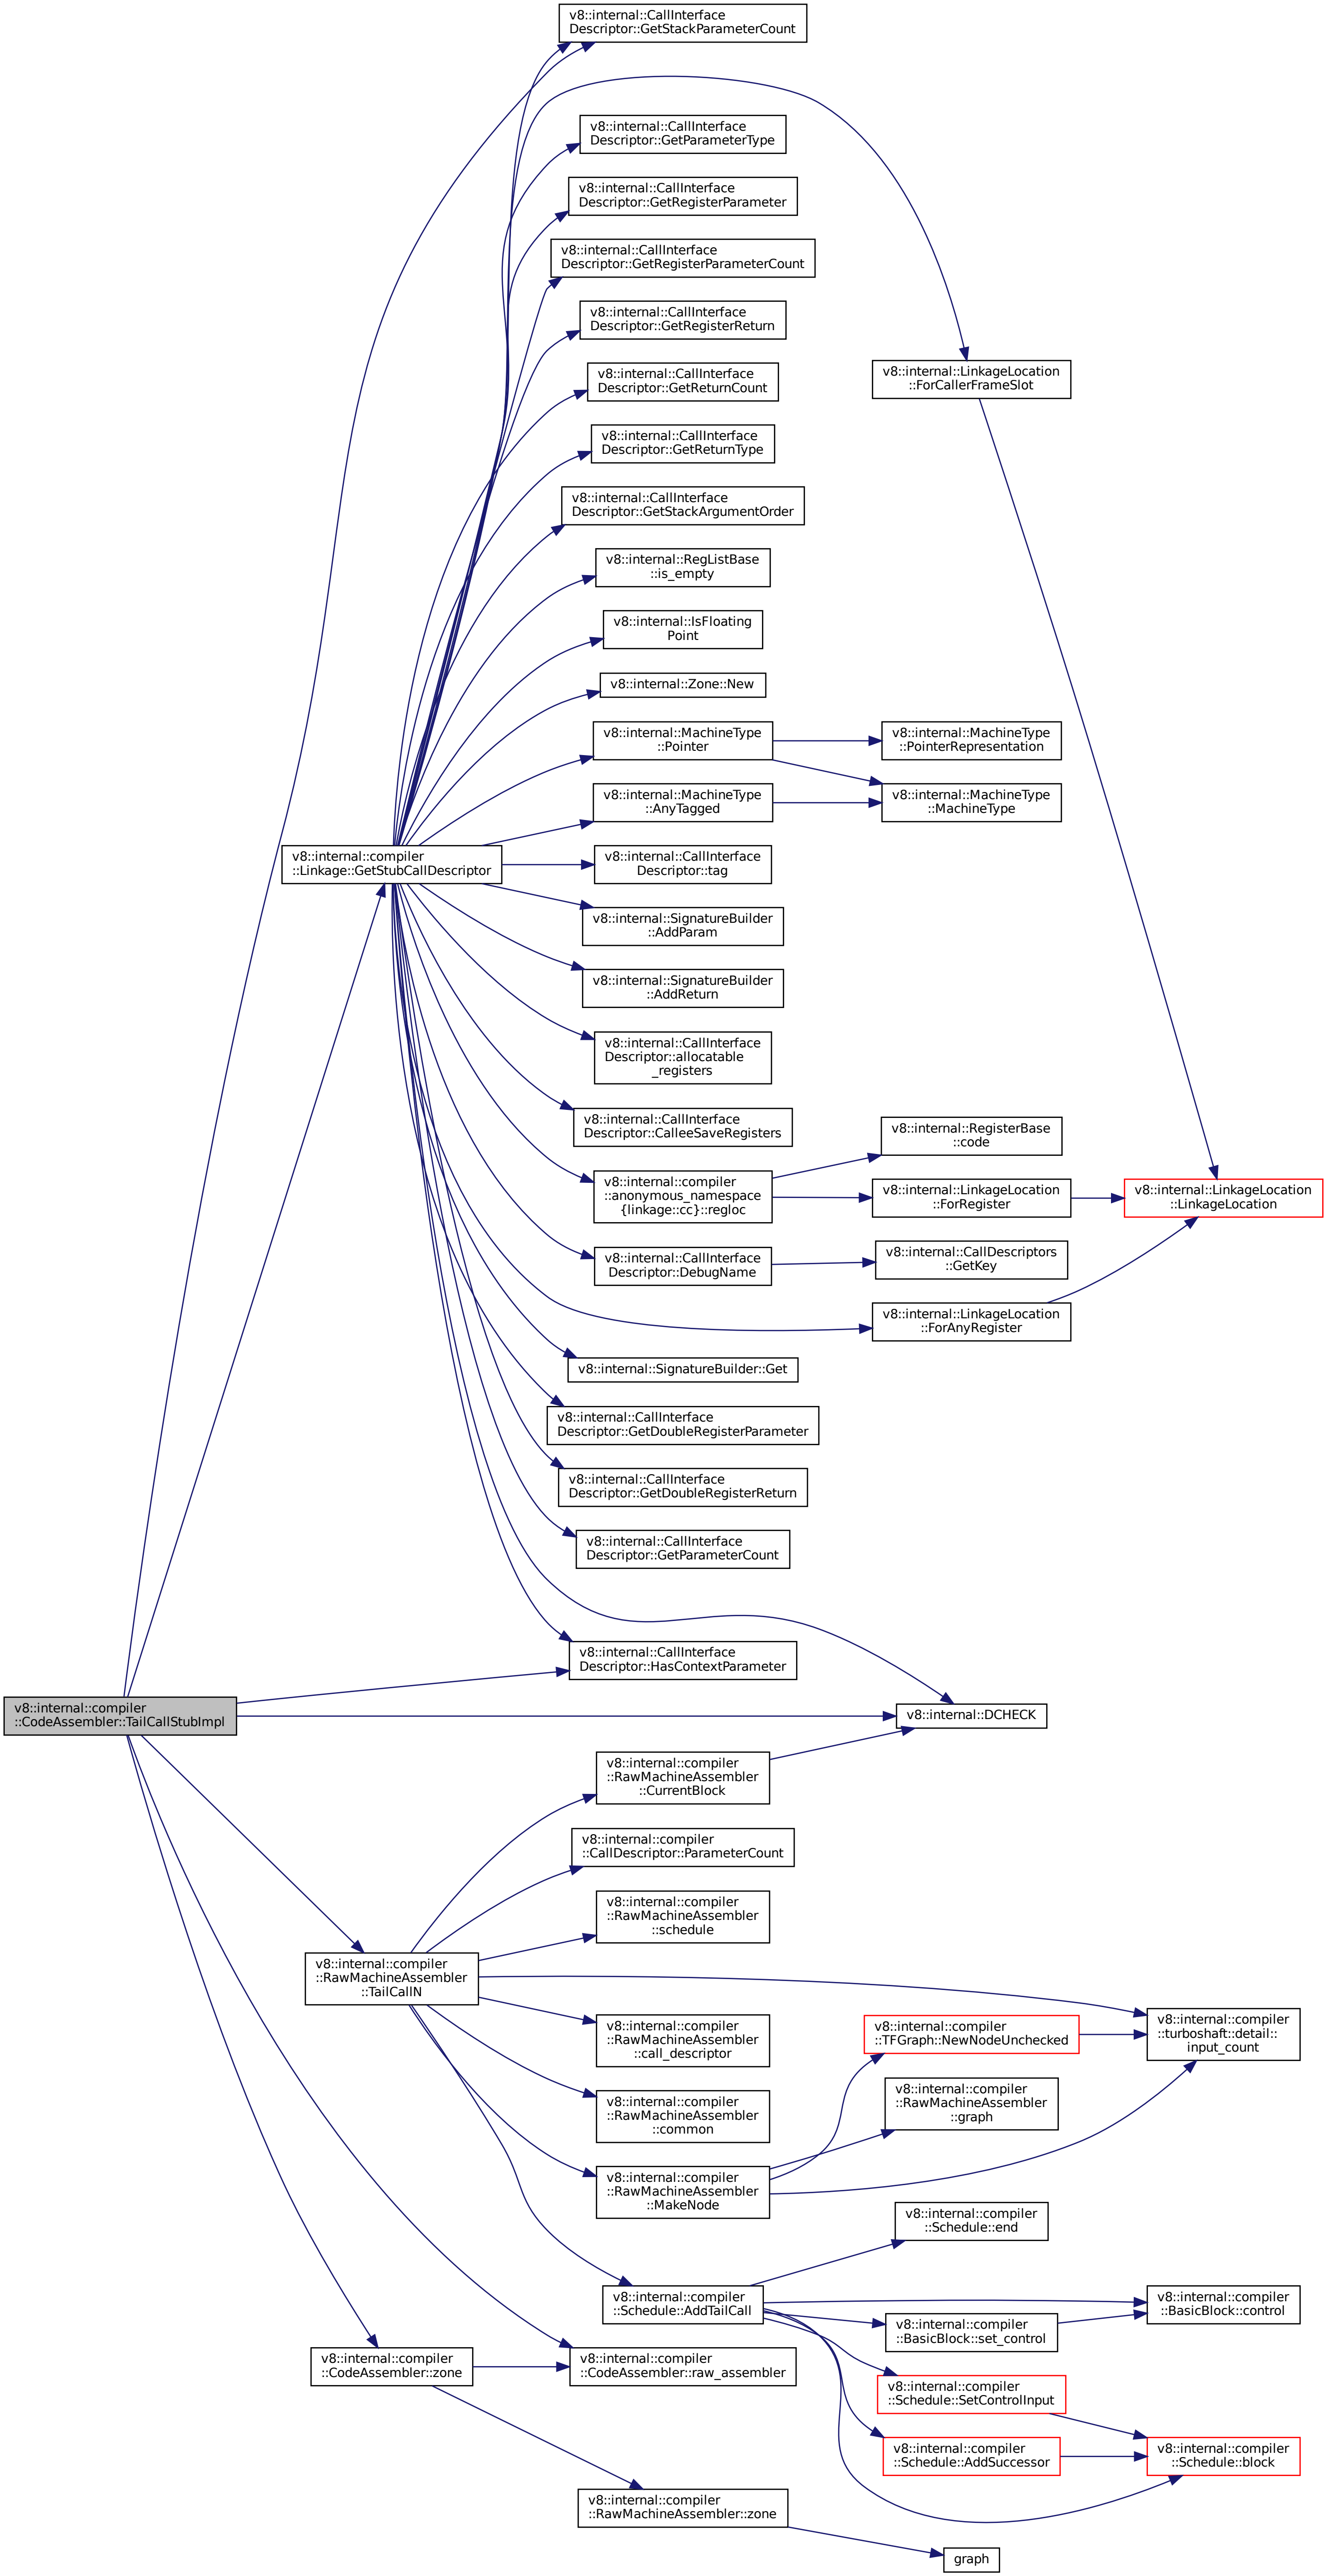 v8::internal::CallInterface
Descriptor::GetStackParameterCount
v8::internal::CallInterface
Descriptor::GetParameterType
v8::internal::CallInterface
Descriptor::GetRegisterParameter
v8::internal::CallInterface
Descriptor::GetRegisterParameterCount
v8::internal::CallInterface
Descriptor::GetRegisterReturn
v8::internal::CallInterface
Descriptor::GetReturnCount
v8::internal::LinkageLocation
::ForCallerFrameSlot
v8::internal::CallInterface
Descriptor::GetReturnType
v8::internal::CallInterface
Descriptor::GetStackArgumentOrder
v8::internal::RegListBase
::is_empty
v8::internal::IsFloating
Point
v8::internal::Zone::New
v8::internal::MachineType
::Pointer
v8::internal::MachineType
::PointerRepresentation
v8::internal::MachineType
::AnyTagged
v8::internal::MachineType
::MachineType
v8::internal::compiler
::Linkage::GetStubCallDescriptor
v8::internal::CallInterface
Descriptor::tag
v8::internal::SignatureBuilder
::AddParam
v8::internal::SignatureBuilder
::AddReturn
v8::internal::CallInterface
Descriptor::allocatable
_registers
v8::internal::CallInterface
Descriptor::CalleeSaveRegisters
v8::internal::RegisterBase
::code
v8::internal::compiler
::anonymous_namespace
{linkage::cc}::regloc
v8::internal::LinkageLocation
::ForRegister
v8::internal::LinkageLocation
::LinkageLocation
v8::internal::CallInterface
Descriptor::DebugName
v8::internal::CallDescriptors
::GetKey
v8::internal::LinkageLocation
::ForAnyRegister
v8::internal::SignatureBuilder::Get
v8::internal::CallInterface
Descriptor::GetDoubleRegisterParameter
v8::internal::CallInterface
Descriptor::GetDoubleRegisterReturn
v8::internal::CallInterface
Descriptor::GetParameterCount
v8::internal::CallInterface
Descriptor::HasContextParameter
v8::internal::compiler
::CodeAssembler::TailCallStubImpl
v8::internal::DCHECK
v8::internal::compiler
::RawMachineAssembler
::CurrentBlock
v8::internal::compiler
::CallDescriptor::ParameterCount
v8::internal::compiler
::RawMachineAssembler
::schedule
v8::internal::compiler
::RawMachineAssembler
::TailCallN
v8::internal::compiler
::RawMachineAssembler
::call_descriptor
v8::internal::compiler
::TFGraph::NewNodeUnchecked
v8::internal::compiler
::turboshaft::detail::
input_count
v8::internal::compiler
::RawMachineAssembler
::graph
v8::internal::compiler
::RawMachineAssembler
::common
v8::internal::compiler
::RawMachineAssembler
::MakeNode
v8::internal::compiler
::Schedule::end
v8::internal::compiler
::Schedule::AddTailCall
v8::internal::compiler
::BasicBlock::control
v8::internal::compiler
::BasicBlock::set_control
v8::internal::compiler
::CodeAssembler::zone
v8::internal::compiler
::CodeAssembler::raw_assembler
v8::internal::compiler
::Schedule::SetControlInput
v8::internal::compiler
::Schedule::AddSuccessor
v8::internal::compiler
::Schedule::block
v8::internal::compiler
::RawMachineAssembler::zone
graph